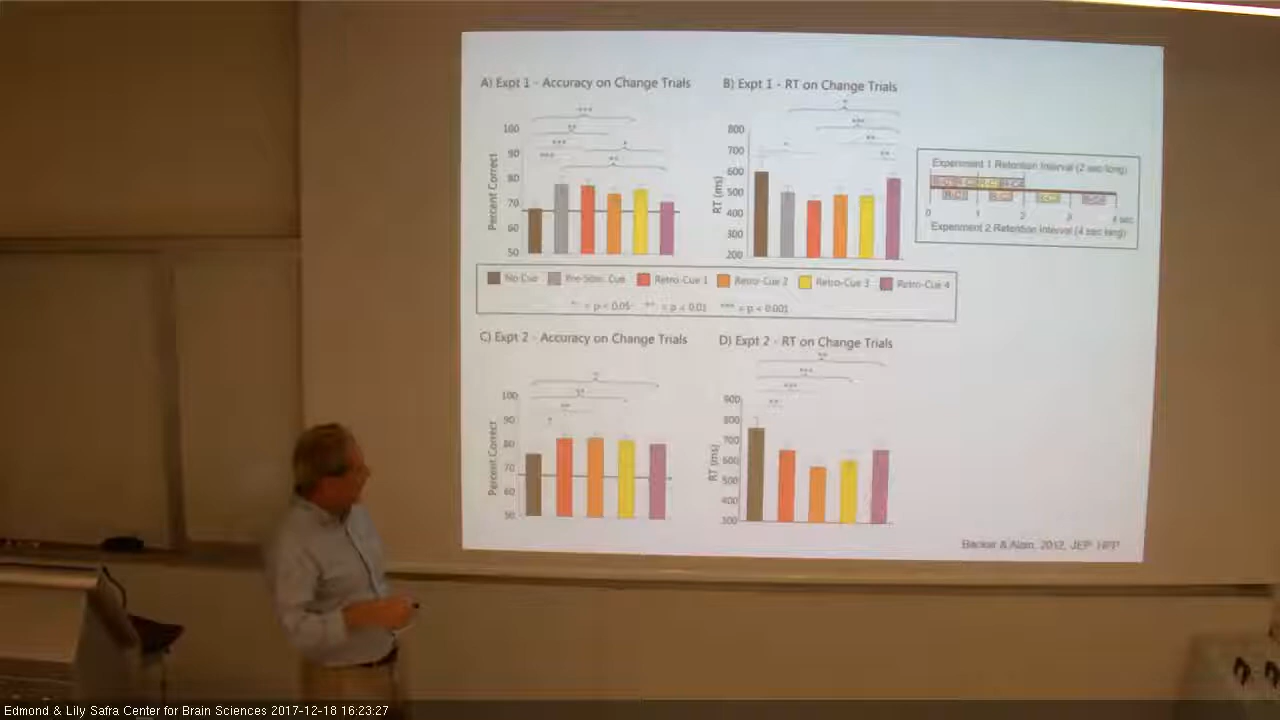 A) Expt 1 - Accuracy on Change Trials
B) Expt 1 - RT on Change Trials
Percent Correct
100
90
80
70
60
50
RT (ms)
800
700
600
500
400
300
200
Experiment 1 Retention Interval (2 sec long)
0 1 2 3 4 sec
Experiment 2 Retention Interval (4 sec long)
No Cue Pre-Stim. Cue Retro-Cue 1 Retro-Cue 2 Retro-Cue 3 Retro-Cue 4
* = p < 0.05 ** = p < 0.01 *** = p < 0.001
C) Expt 2 - Accuracy on Change Trials
D) Expt 2 - RT on Change Trials
Percent Correct
100
90
80
70
60
50
RT (ms)
900
800
700
600
500
400
300
Backer & Alain, 2012, JEP: HPP
Edmond & Lily Safra Center for Brain Sciences 2017-12-18 16:23:27